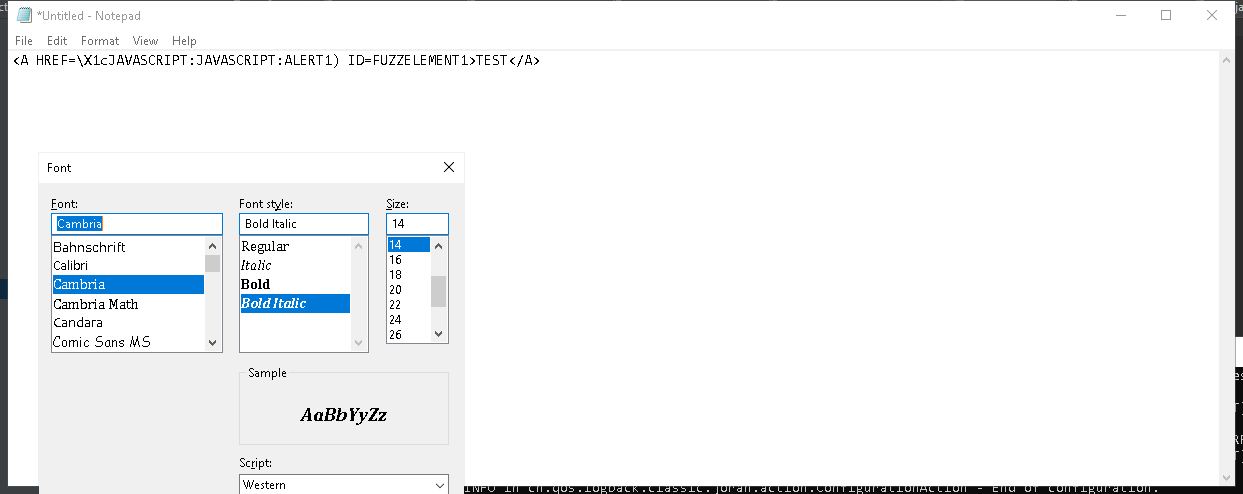 *Untitled - Notepad
File Edit Format View Help
<A HREF=\X1cJAVASCRIPT:JAVASCRIPT:ALERT1) ID=FUZZELEMENT1>TEST</A>
Font
Font: Font style: Size:
Cambria Bold Italic 14
Bahnschrift Regular 14
Calibri Italic 16
Cambria Bold 18
Cambria Math Bold Italic 20
Candara 22
Comic Sans MS 24
26
Sample
AaBbYyZz
Script:
Western
INFO in ch.qos.logback.classic.joran.action.ConfigurationAction - End of configuration.